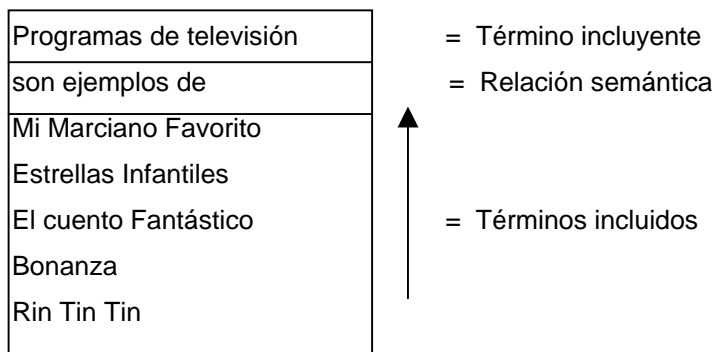 Programas de televisión = Término incluyente
son ejemplos de = Relación semántica
Mi Marciano Favorito
Estrellas Infantiles
El cuento Fantástico = Términos incluidos
Bonanza
Rin Tin Tin